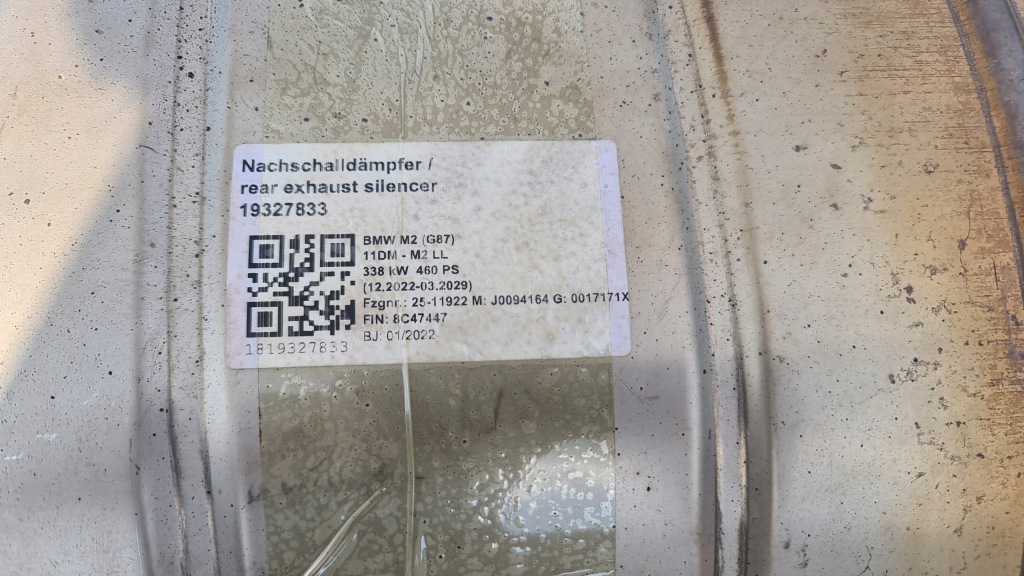 Nachschalldämpfer /
rear exhaust silencer
19327833
BMW M2 (G87)
11DM - M2 LL
338 kW 460 PS
(12.2022-03.2029)
Fzgnr.: 25-11922 M: J0094164 G: 0017171X
FIN: 8C47447
BJ: 01/2022
1819327833